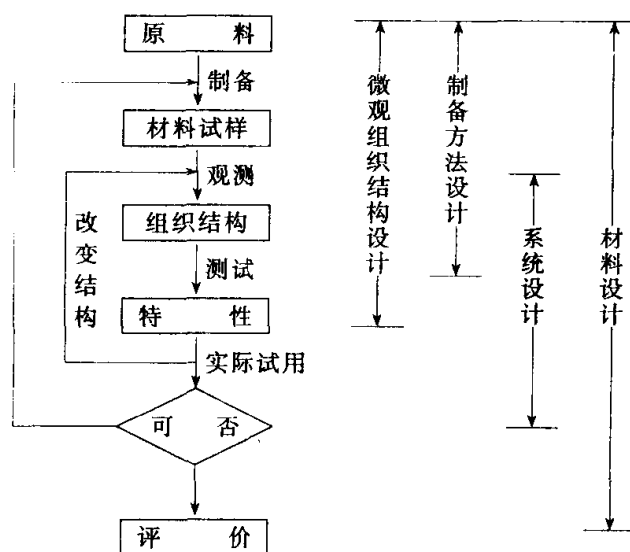 原 料
制备
材料试样
观测
组织结构
测试
特 性
实际试用
可 否
评 价
改变结构
微观组织结构设计
制备方法设计
系统设计
材料设计